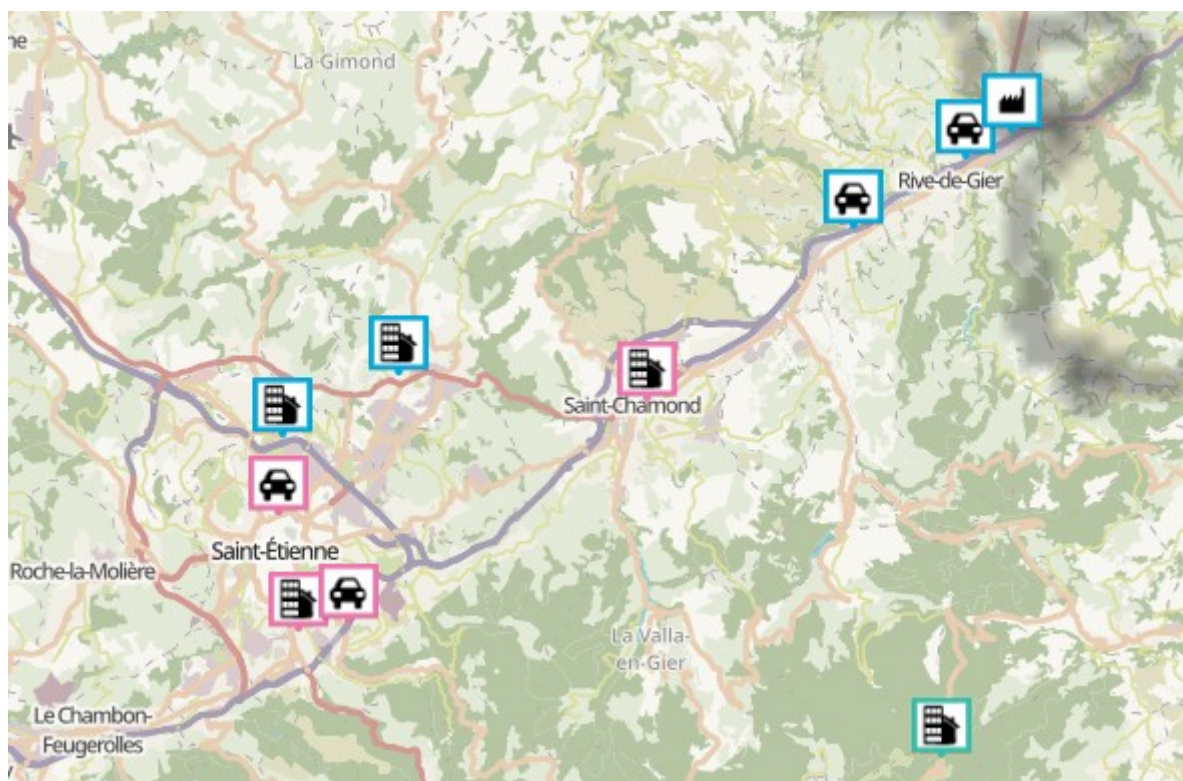 ne
La Gimond
Rive-de-Gier
Saint-Chamond
Saint-Étienne
Roche-la-Molière
La Valla-
en-Gier
Le Chambon-
Feugerolles